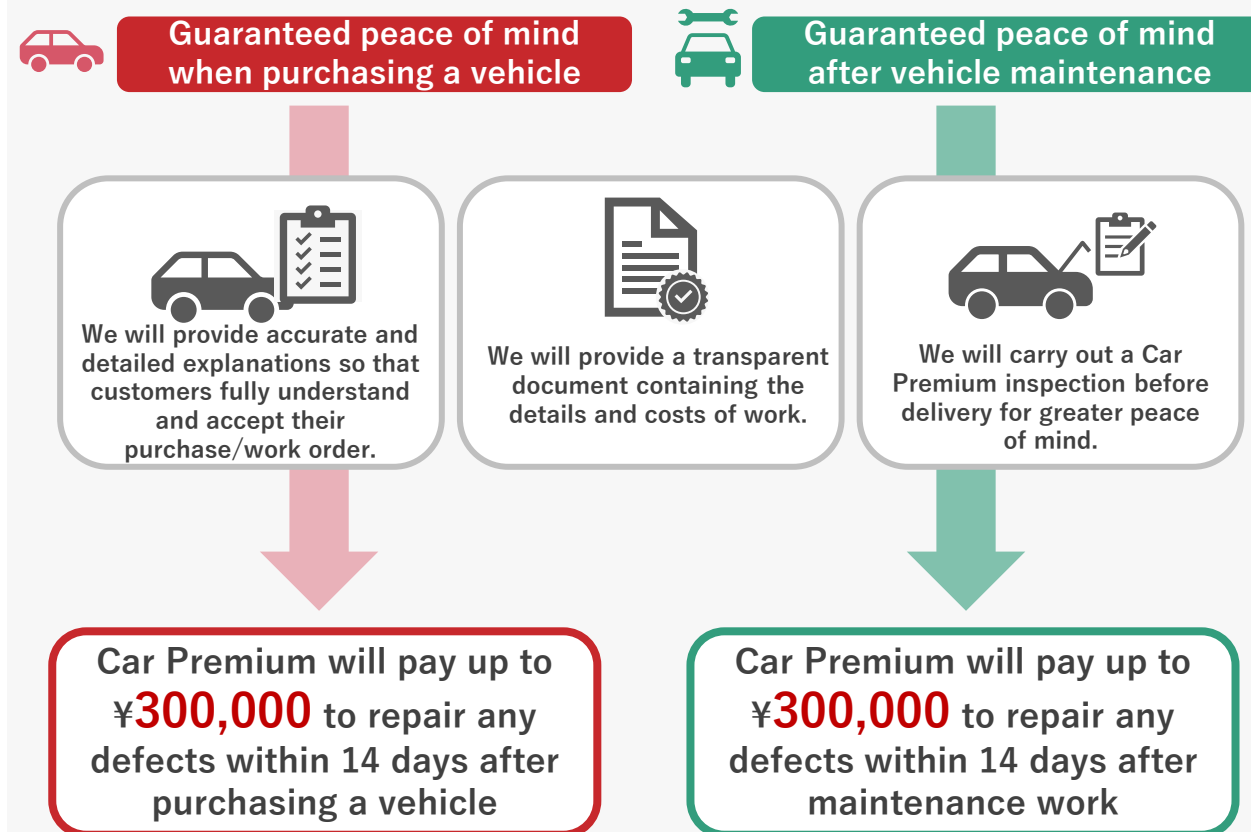 Guaranteed peace of mind
when purchasing a vehicle
Guaranteed peace of mind
after vehicle maintenance
We will provide accurate and
detailed explanations so that
customers fully understand
and accept their
purchase/work order.
We will provide a transparent
document containing the
details and costs of work.
We will carry out a Car
Premium inspection before
delivery for greater peace
of mind.
Car Premium will pay up to
¥300,000 to repair any
defects within 14 days after
purchasing a vehicle
Car Premium will pay up to
¥300,000 to repair any
defects within 14 days after
maintenance work